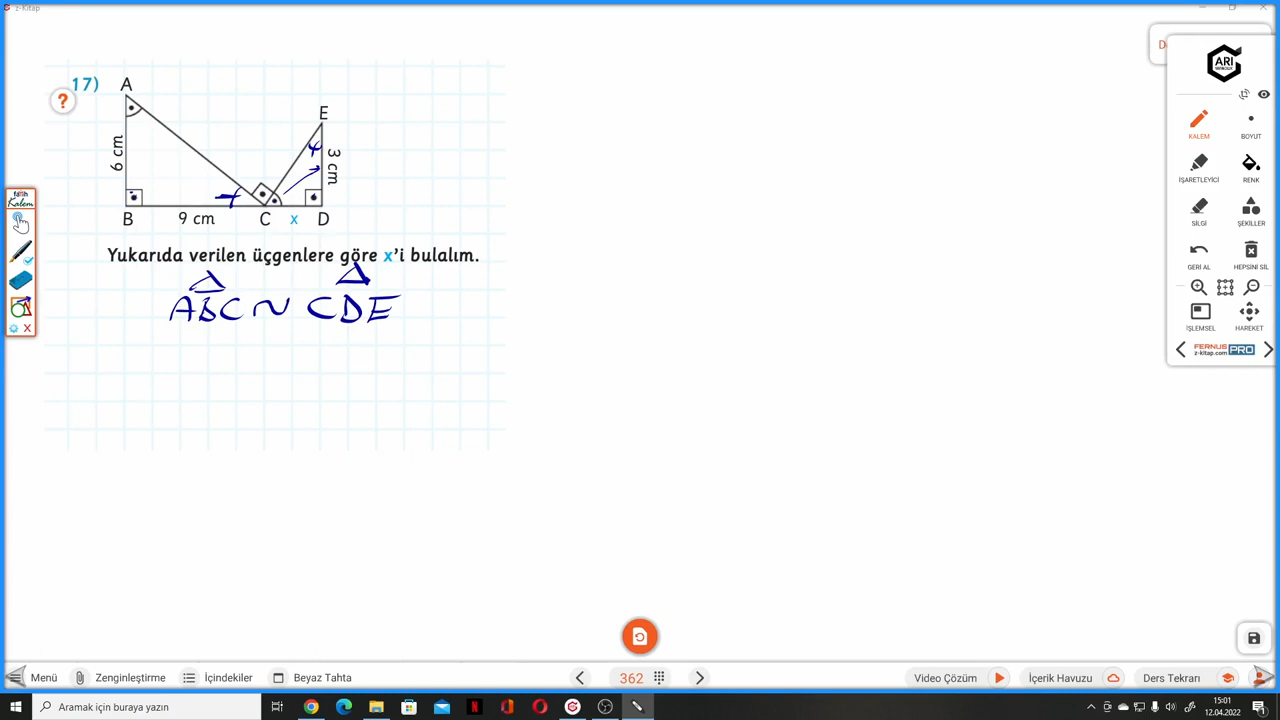 z-Kitap
17)
A
?
E
6 cm
3 cm
B 9 cm C x D
Yukarıda verilen üçgenlere göre x'i bulalım.
ABC ~ CDE
fatih
Kalem
ARI
KALEM BOYUT
İŞARETLEYİCİ RENK
SİLGİ ŞEKİLLER
GERİ AL HEPSİNİ SİL
İŞLEMSEL HAREKET
FERNUS
z-kitap.com PRO
Menü Zenginleştirme İçindekiler Beyaz Tahta 362 Video Çözüm İçerik Havuzu Ders Tekrarı
Aramak için buraya yazın
15:01
12.04.2022